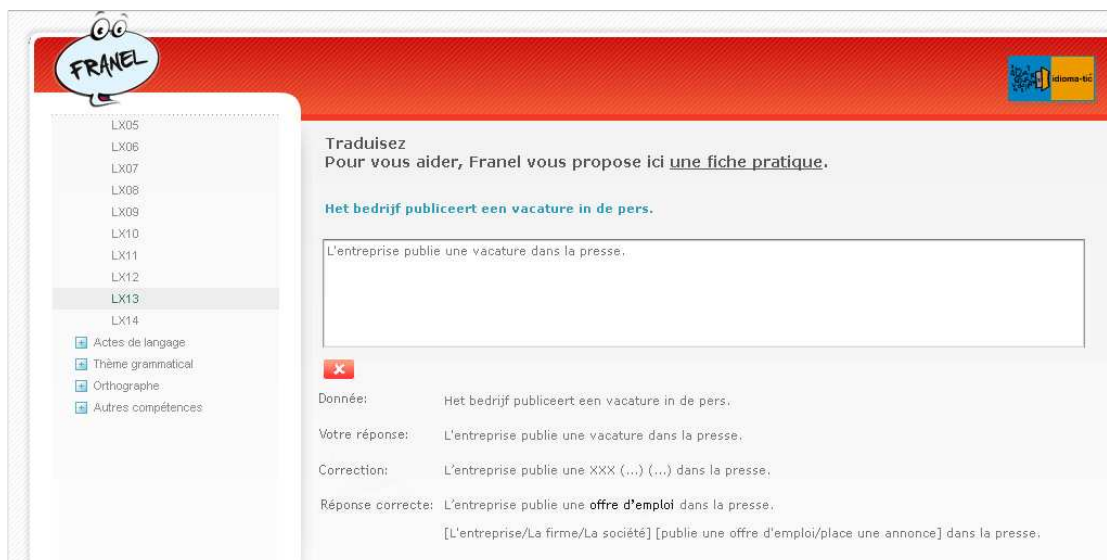 FRANEL
idioma-tic
LX05
LX06
LX07
LX08
LX09
LX10
LX11
LX12
LX13
LX14
Actes de langage
Thème grammatical
Orthographe
Autres compétences
Traduisez
Pour vous aider, Franel vous propose ici une fiche pratique.
Het bedrijf publiceert een vacature in de pers.
L'entreprise publie une vacature dans la presse.
Donnée: Het bedrijf publiceert een vacature in de pers.
Votre réponse: L'entreprise publie une vacature dans la presse.
Correction: L'entreprise publie une XXX (...) (...) dans la presse.
Réponse correcte: L'entreprise publie une offre d'emploi dans la presse.
[L'entreprise/La firme/La société] [publie une offre d'emploi/place une annonce] dans la presse.